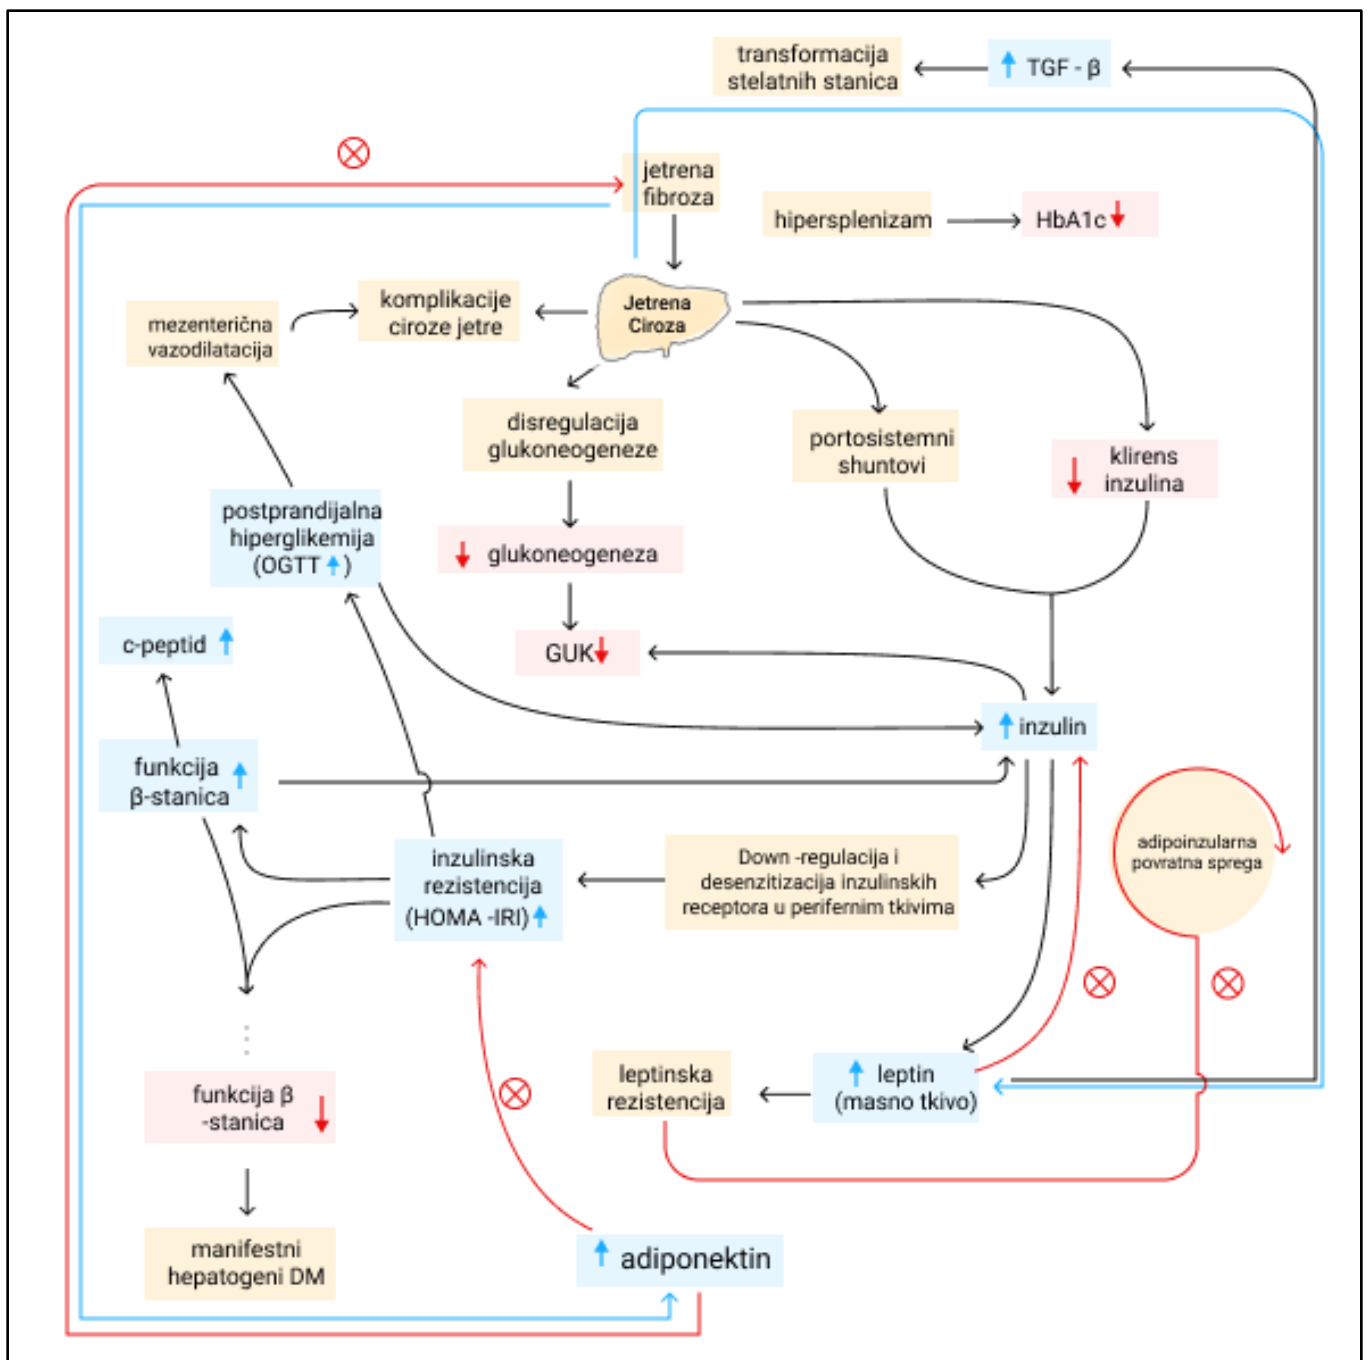 transformacija
stelatnih stanica
TGF - β
jetrena
fibroza
hipersplenizam
HbA1c
komplikacije
ciroze jetre
Jetrena
Ciroza
mezenterična
vazodilatacija
disregulacija
glukoneogeneze
portosistemni
shuntovi
klirens
inzulina
postprandijalna
hiperglikemija
(OGTT )
glukoneogeneza
c-peptid
GUK
inzulin
funkcija
β-stanica
adipoinzularna
povratna sprega
inzulinska
rezistencija
(HOMA -IRI)
Down -regulacija i
desenzitizacija inzulinskih
receptora u perifernim tkivima
leptinska
rezistencija
leptin
(masno tkivo)
funkcija β
-stanica
manifestni
hepatogeni DM
adiponektin